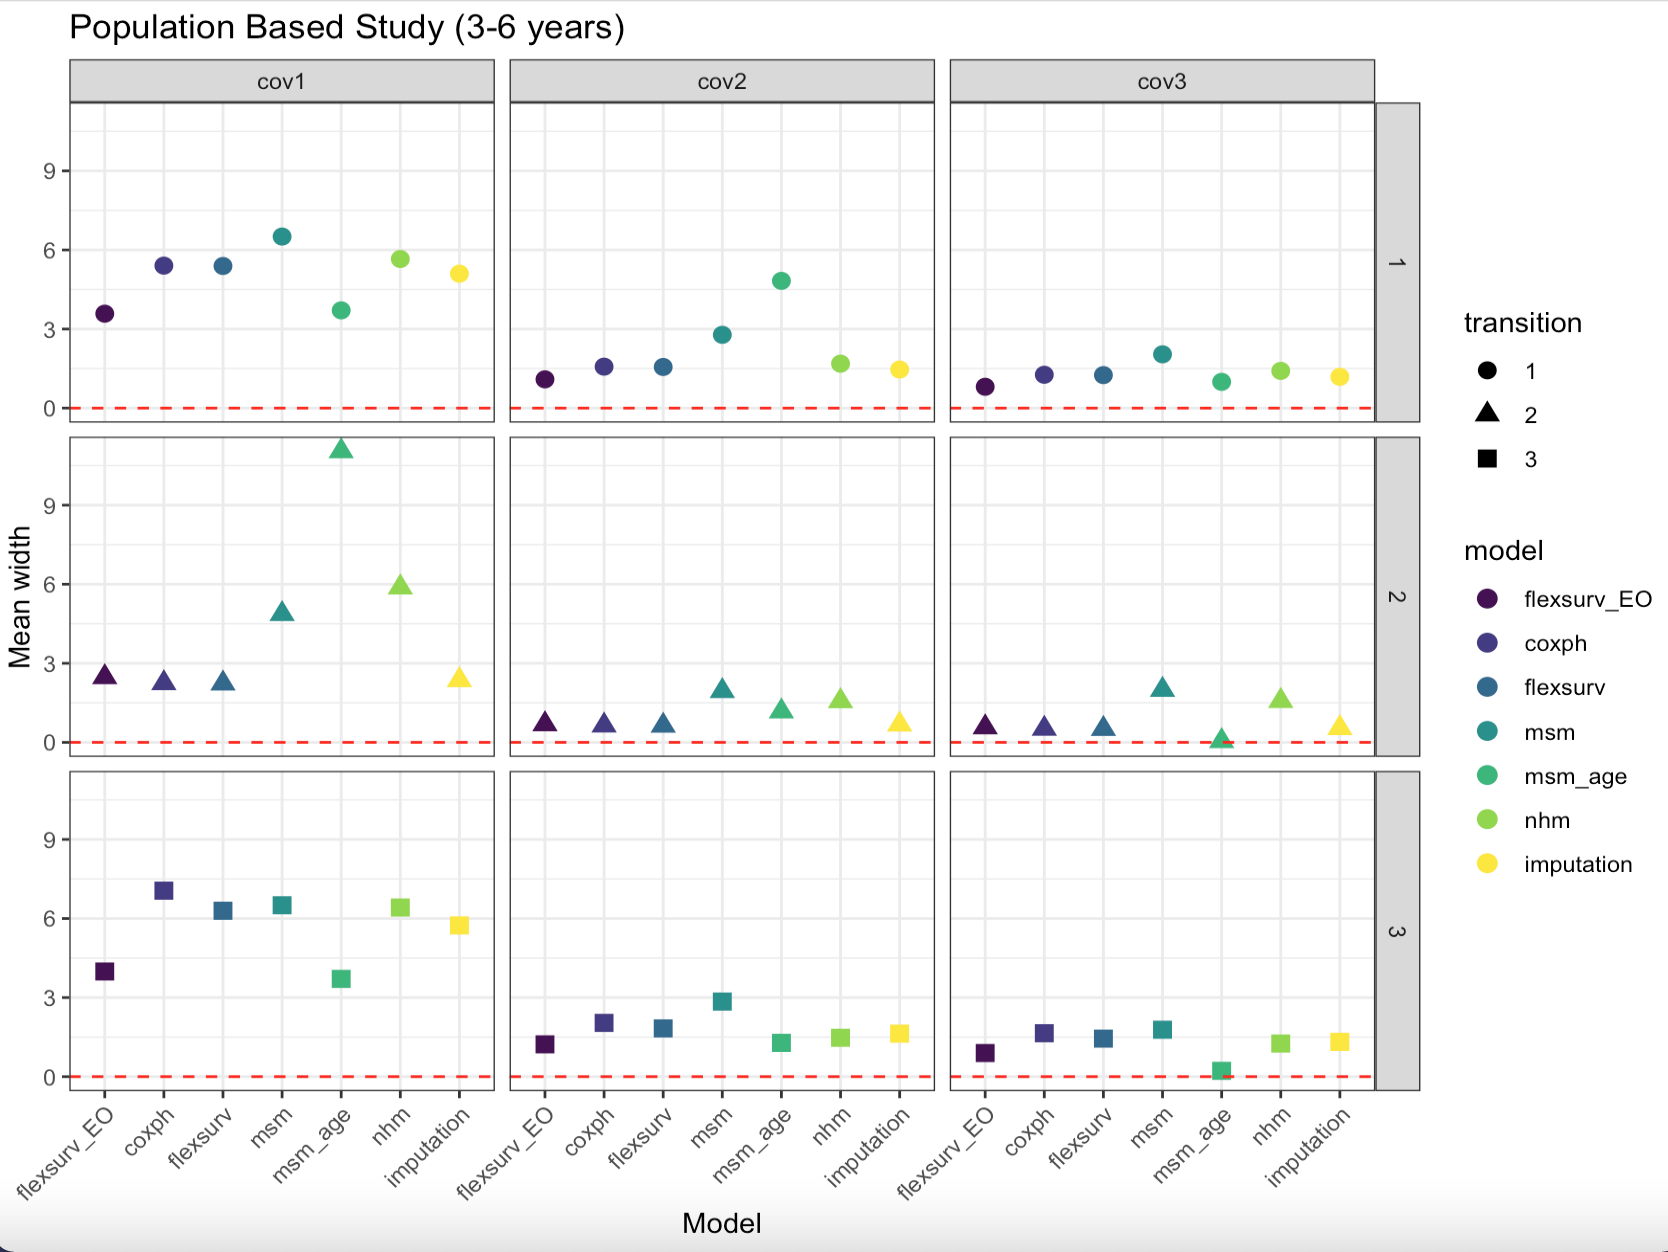 Population Based Study (3-6 years)
cov1 cov2 cov3
9
6
3
0
1
9
6
3
0
2
9
6
3
0
3
Mean width
flexsurv_EO coxph flexsurv msm msm_age nhm imputation
flexsurv_EO coxph flexsurv msm msm_age nhm imputation
flexsurv_EO coxph flexsurv msm msm_age nhm imputation
Model
transition
1
2
3
model
flexsurv_EO
coxph
flexsurv
msm
msm_age
nhm
imputation